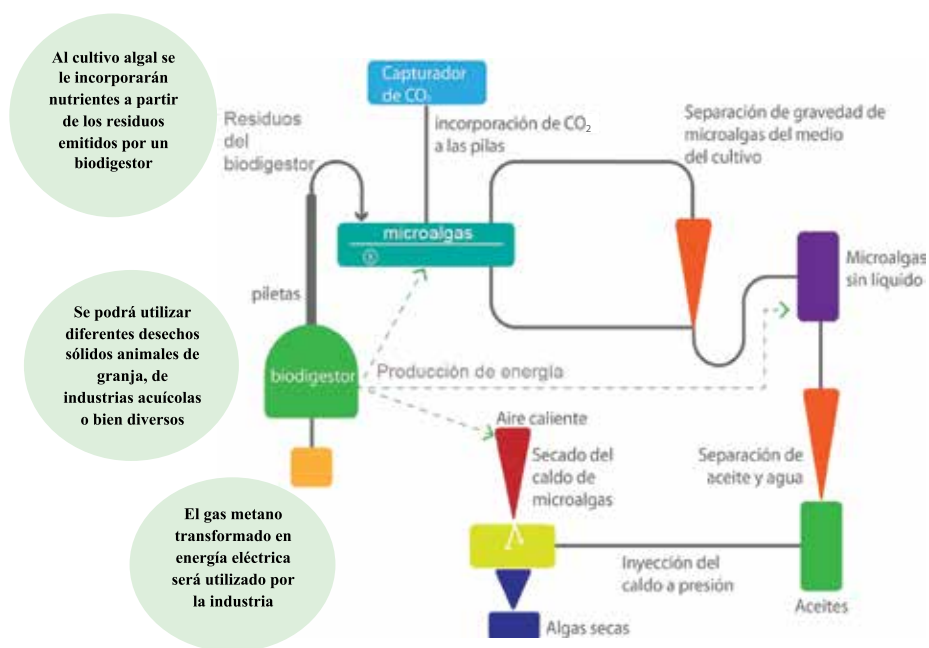 Al cultivo algal se
le incorporarán
nutrientes a partir
de los residuos
emitidos por un
biodigestor
Capturador
de CO₂
Residuos
del
biodigestor
incorporación de CO₂
a las pilas
Separación de gravedad de
microalgas del medio
del cultivo
microalgas
Microalgas
sin líquido
piletas
Se podrá utilizar
diferentes desechos
sólidos animales de
granja, de
industrias acuícolas
o bien diversos
biodigestor
Producción de energía
Aire caliente
Secado del
caldo de
microalgas
Separación de
aceite y agua
El gas metano
transformado en
energía eléctrica
será utilizado por
la industria
Inyección del
caldo a presión
Aceites
Algas secas